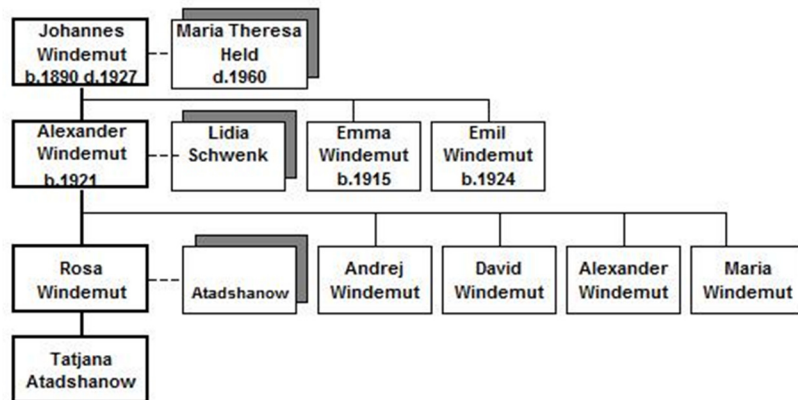 Johannes
Windemut
b.1890 d.1927
Maria Theresa
Held
d.1960
Alexander
Windemut
b.1921
Lidia
Schwenk
Emma
Windemut
b.1915
Emil
Windemut
b.1924
Rosa
Windemut
Atadshanow
Andrej
Windemut
David
Windemut
Alexander
Windemut
Maria
Windemut
Tatjana
Atadshanow